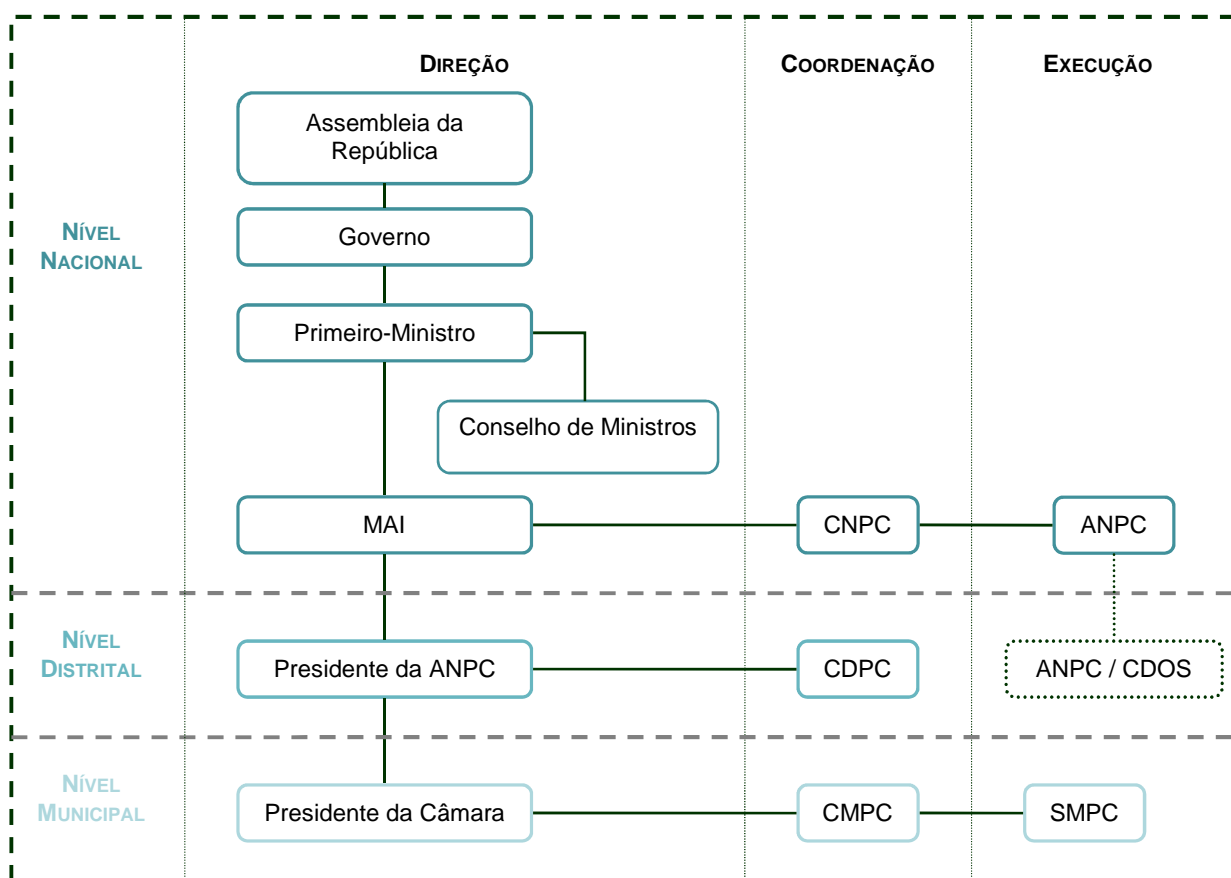 DIREÇÃO
COORDENAÇÃO
EXECUÇÃO
NÍVEL
NACIONAL
Assembleia da
República
Governo
Primeiro-Ministro
Conselho de Ministros
MAI
CNPC
ANPC
NÍVEL
DISTRITAL
Presidente da ANPC
CDPC
ANPC / CDOS
NÍVEL
MUNICIPAL
Presidente da Câmara
CMPC
SMPC